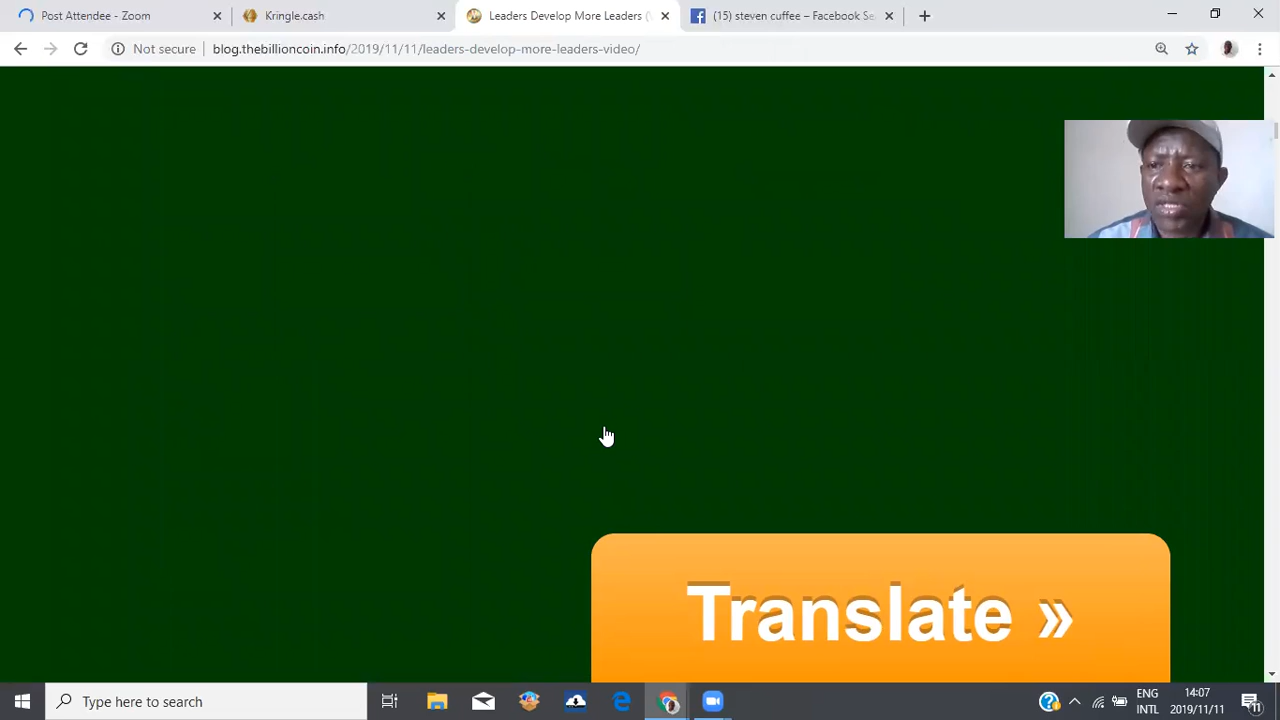 Post Attendee - Zoom
Kringle.cash
Leaders Develop More Leaders (
(15) steven cuffee – Facebook Se
Not secure
blog.thebillioncoin.info/2019/11/11/leaders-develop-more-leaders-video/
Translate »
Type here to search
ENG
INTL
14:07
2019/11/11
11